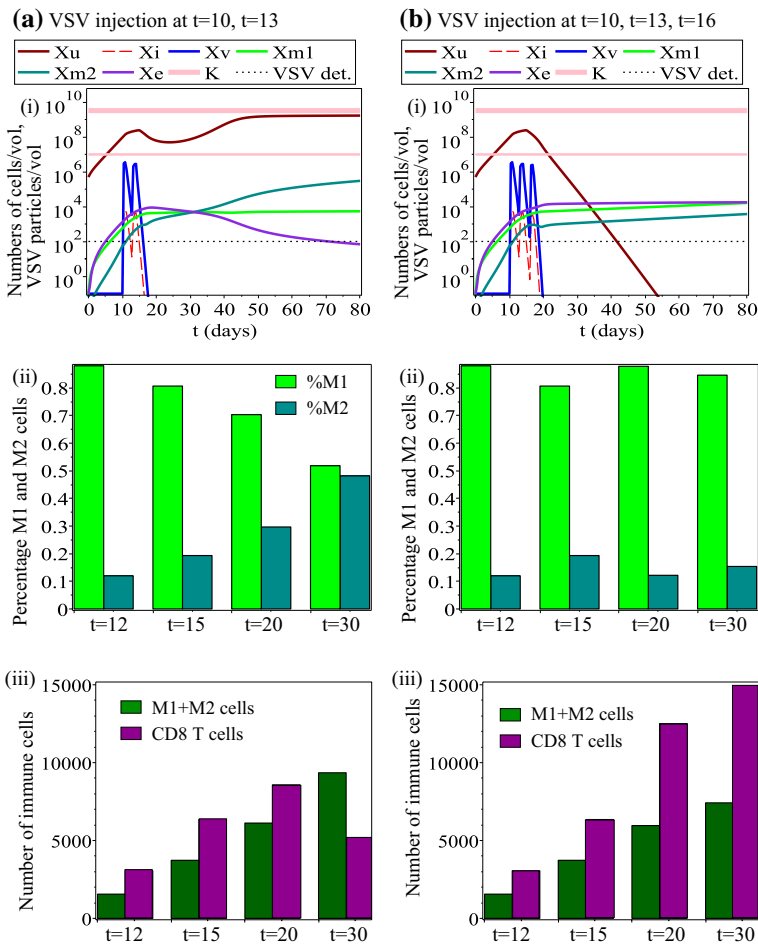 (a) VSV injection at t=10, t=13
Xu Xi Xv Xm1
Xm2 Xe K VSV det.
(i)
Numbers of cells/vol,
VSV particles/vol
10^10
10^8
10^6
10^4
10^2
10^0
0 10 20 30 40 50 60 70 80
t (days)
(b) VSV injection at t=10, t=13, t=16
Xu Xi Xv Xm1
Xm2 Xe K VSV det.
(i)
Numbers of cells/vol,
VSV particles/vol
10^10
10^8
10^6
10^4
10^2
10^0
0 10 20 30 40 50 60 70 80
t (days)
(ii)
Percentage M1 and M2 cells
%M1
%M2
0.8
0.7
0.6
0.5
0.4
0.3
0.2
0.1
0
t=12 t=15 t=20 t=30
(ii)
Percentage M1 and M2 cells
0.8
0.7
0.6
0.5
0.4
0.3
0.2
0.1
0
t=12 t=15 t=20 t=30
(iii)
Number of immune cells
M1+M2 cells
CD8 T cells
15000
10000
5000
0
t=12 t=15 t=20 t=30
(iii)
Number of immune cells
M1+M2 cells
CD8 T cells
15000
10000
5000
0
t=12 t=15 t=20 t=30